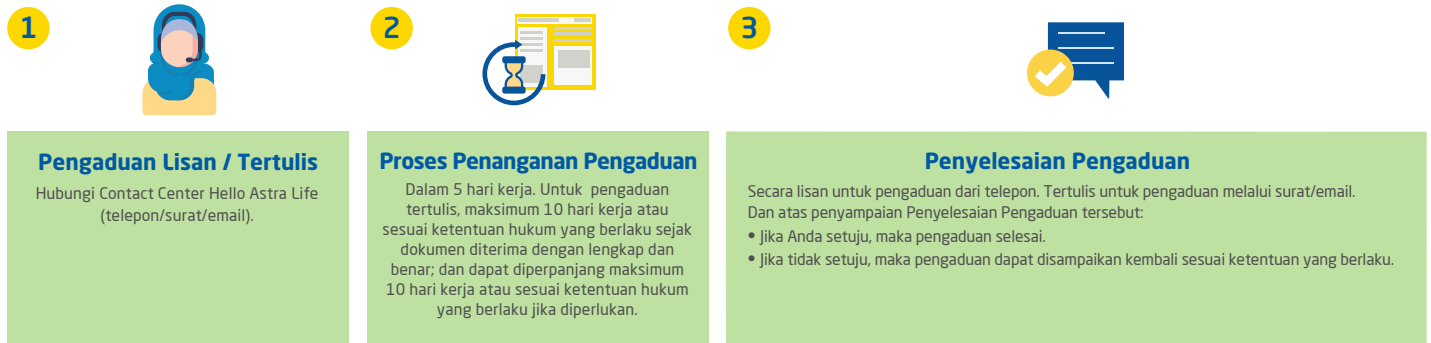 1
Pengaduan Lisan / Tertulis
Hubungi Contact Center Hello Astra Life
(telepon/surat/email).
2
Proses Penanganan Pengaduan
Dalam 5 hari kerja. Untuk pengaduan
tertulis, maksimum 10 hari kerja atau
sesuai ketentuan hukum yang berlaku sejak
dokumen diterima dengan lengkap dan
benar; dan dapat diperpanjang maksimum
10 hari kerja atau sesuai ketentuan hukum
yang berlaku jika diperlukan.
3
Penyelesaian Pengaduan
Secara lisan untuk pengaduan dari telepon. Tertulis untuk pengaduan melalui surat/email.
Dan atas penyampaian Penyelesaian Pengaduan tersebut:
• Jika Anda setuju, maka pengaduan selesai.
• Jika tidak setuju, maka pengaduan dapat disampaikan kembali sesuai ketentuan yang berlaku.